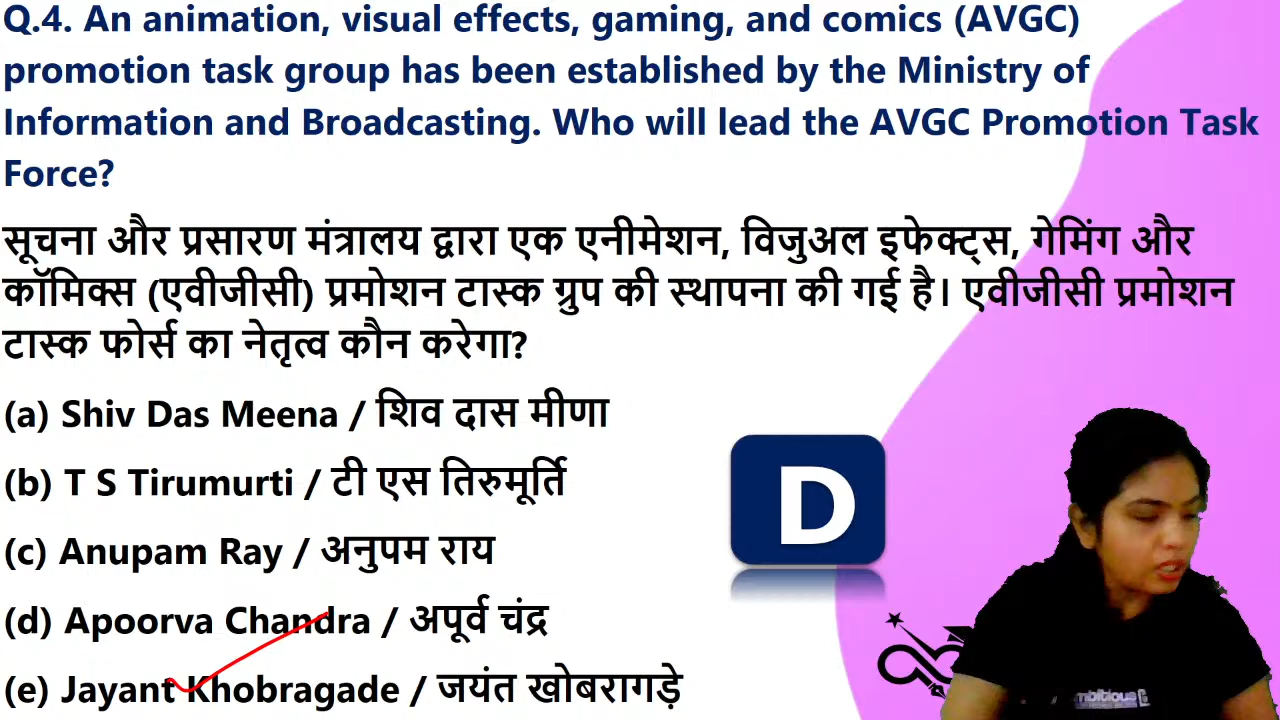 Q.4. An animation, visual effects, gaming, and comics (AVGC)
promotion task group has been established by the Ministry of
Information and Broadcasting. Who will lead the AVGC Promotion Task
Force?
सूचना और प्रसारण मंत्रालय द्वारा एक एनीमेशन, विजुअल इफेक्ट्स, गेमिंग और
कॉमिक्स (एवीजीसी) प्रमोशन टास्क ग्रुप की स्थापना की गई है। एवीजीसी प्रमोशन
टास्क फोर्स का नेतृत्व कौन करेगा?
(a) Shiv Das Meena / शिव दास मीणा
(b) T S Tirumurti / टी एस तिरुमूर्ति
(c) Anupam Ray / अनुपम राय
(d) Apoorva Chandra / अपूर्व चंद्र
(e) Jayant Khobragade / जयंत खोबरागड़े
D